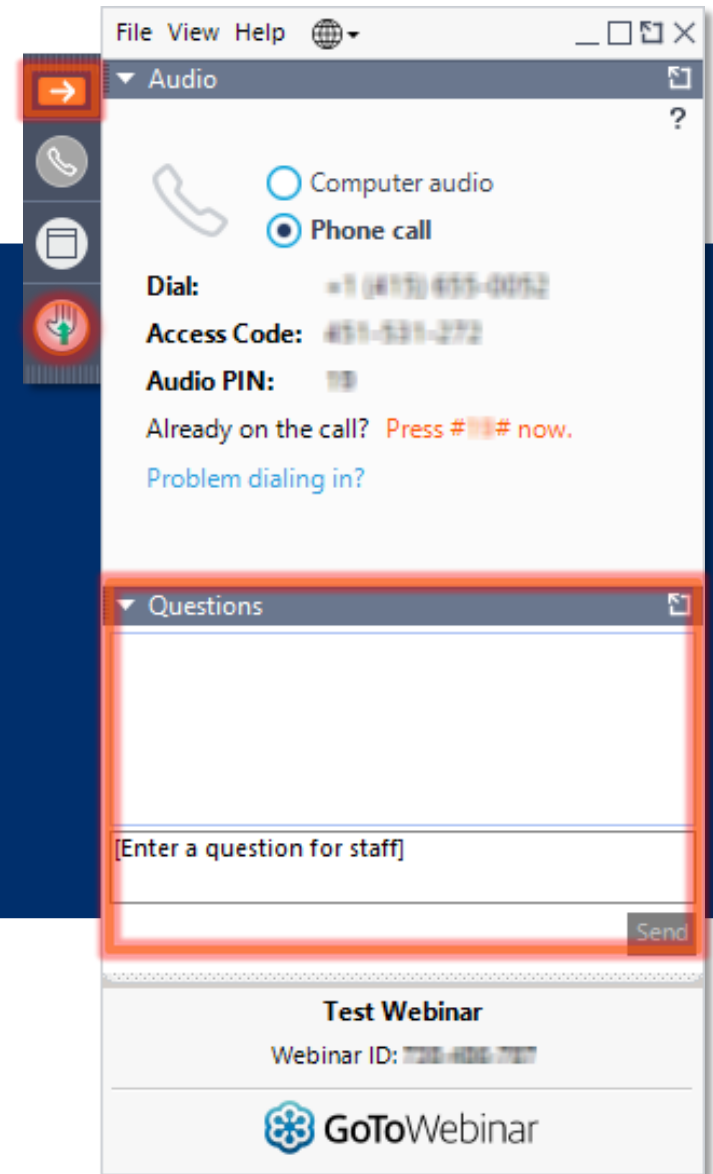 File View Help
Audio
?
Computer audio
Phone call
Dial:
Access Code:
Audio PIN:
Already on the call? Press # # now.
Problem dialing in?
Questions
[Enter a question for staff]
Send
Test Webinar
Webinar ID:
GoToWebinar